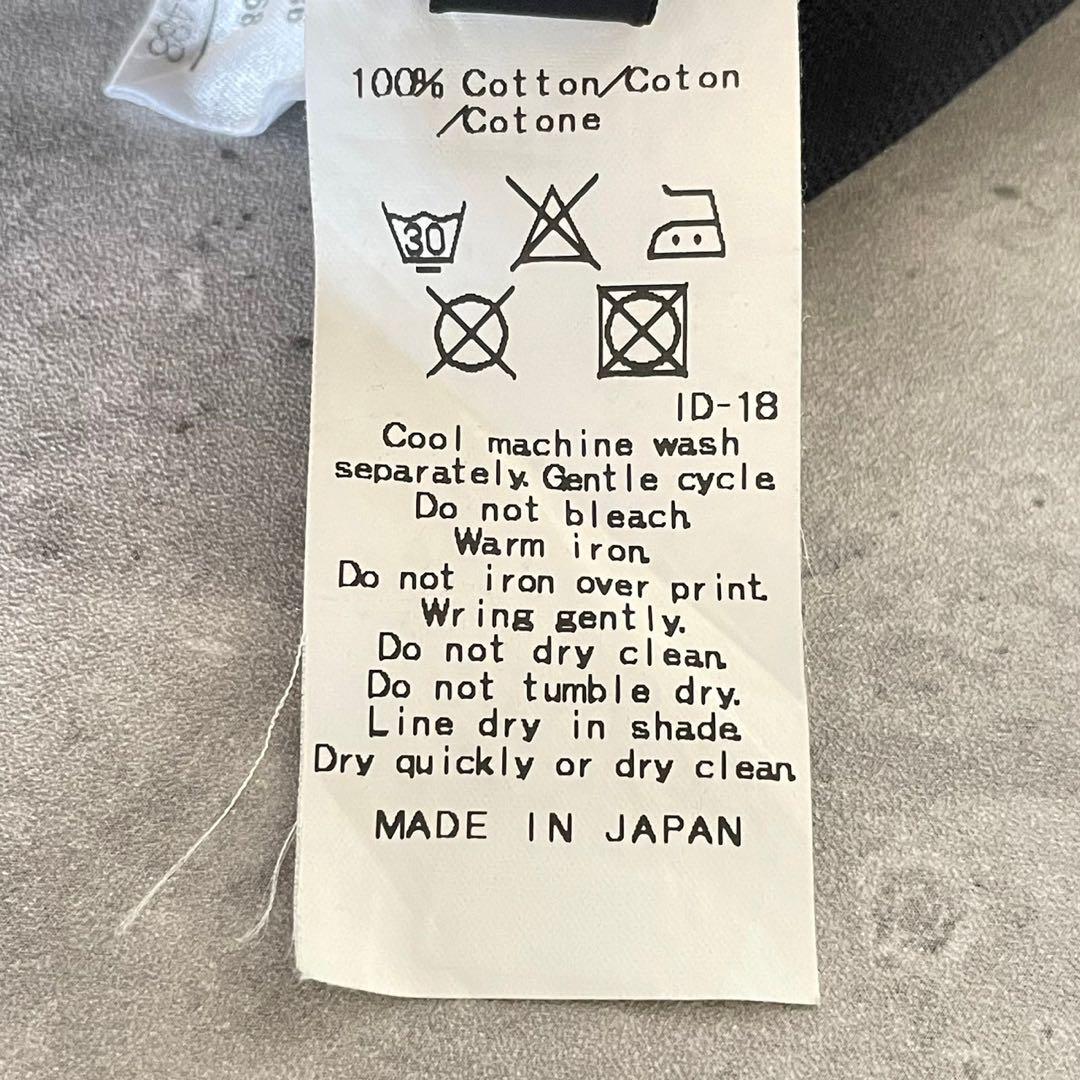 100% Cotton/Coton
/Cotone
30
ID-18
Cool machine wash
separately. Gentle cycle
Do not bleach
Warm iron
Do not iron over print.
Wring gently.
Do not dry clean
Do not tumble dry.
Line dry in shade
Dry quickly or dry clean
MADE IN JAPAN